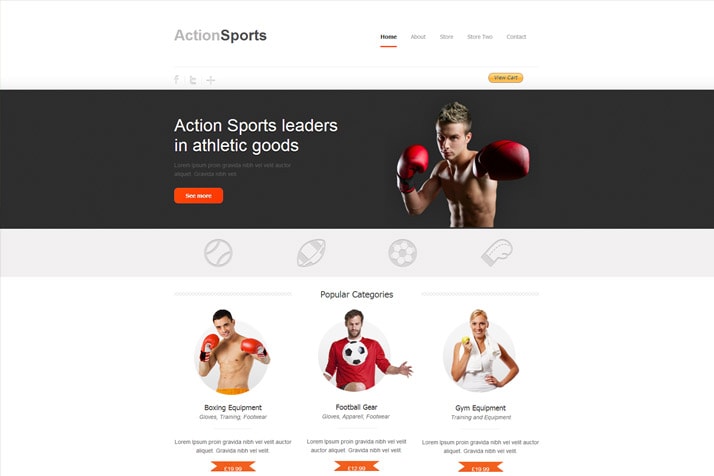 ActionSports
Home About Store Store Two Contact
View Cart
Action Sports leaders
in athletic goods
Lorem ipsum proin gravida nibh vel velit auctor
aliquet. Gravida nibh vel
See more
Popular Categories
Boxing Equipment
Gloves, Training, Footwear
Lorem Ipsum proin gravida nibh vel velit auctor
aliquet. Gravida nibh vel velit.
£19.99
Football Gear
Gloves, Apparel, Footwear
Lorem Ipsum proin gravida nibh vel velit
auctor aliquet. Gravida nibh vel velit.
£12.99
Gym Equipment
Training and Equipment
Lorem Ipsum proin gravida nibh vel velit auctor
aliquet. Gravida nibh vel velit.
£19.99